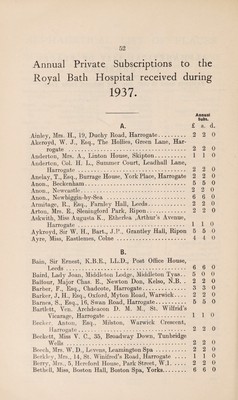 52
Annual Private Subscriptions to the
Royal Bath Hospital received during
1937.
Annual
Subs.
A. £ s. d.
Ainley, Mrs. H., 19, Duchy Road, Harrogate......... 2 2 0
Akeroyd, W. J., Esq., The Hollies, Green Lane, Har-
rogate ........................ 2 2 0
Anderton, Mrs. A., Linton House, Skipton............ 1 1 0
Anderton, Col. H. L., Summer Court, Leadhall Lane,
Harrogate ........................ 2 2 0
Anelay, T., Esq., Burrage House, York Place, Harrogate 2 2 0
Anon., Beckenham........................ 5 5 0
Anon., Newcastle........................ 2 2 0
Anon., Newbiggin-by-Sea........................ 6 6 0
Armitage, R., Esq., Farnley Hall, Leeds............ 2 2 0
Arton, Mrs. E., Sleningford Park, Ripon............ 2 2 0
Askwith, Miss Augusta K., Ethorfen, Arthur's Avenue,
Harrogate ........................ 1 1 0
Aykroyd, Sir W. H., Bart., J.P., Grantley Hall, Ripon 5 5 0
Ayre, Miss, Eastlenes, Colne ........................ 4 4 0
B.
Bain, Sir Ernest, K.B.E., LL.D., Post Office House,
Leeds ........................ 6 6 0
Baird, Lady Joan, Middleton Lodge, Middleton Tyas.. 5 0 0
Balfour, Major Chas. E., Newton Don, Kelso, N.B. .. 2 2 0
Barber, F., Esq., Chadcote, Harrogate............ 3 3 0
Barker, J. H., Esq., Oxford, Myton Road, Warwick.. 2 2 0
Barnes, S., Esq., 16, Swan Road, Harrogate......... 5 5 0
Bartlett, Ven. Archdeacon D. M. M., St. Wilfrid's
Vicarage, Harrogate ........................ 1 1 0
Becker, Anton, Esq., Milston, Warwick Crescent,
Harrogate ........................ 2 2 0
Beckett, Miss V. C., 35, Broadway Down, Tunbridge
Wells ........................ 2 2 0
Beech, Mrs. W. D., Levens, Leamington Spa......... 2 2 0
Berkley, Mrs., 14, St. Winifred's Road, Harrogate .. 1 1 0
Berry, Mrs., 5, Hereford House, Park Street, W.1 ... 2 2 0
Bethell, Miss, Boston Hall, Boston Spa, Yorks....... 6 6 0